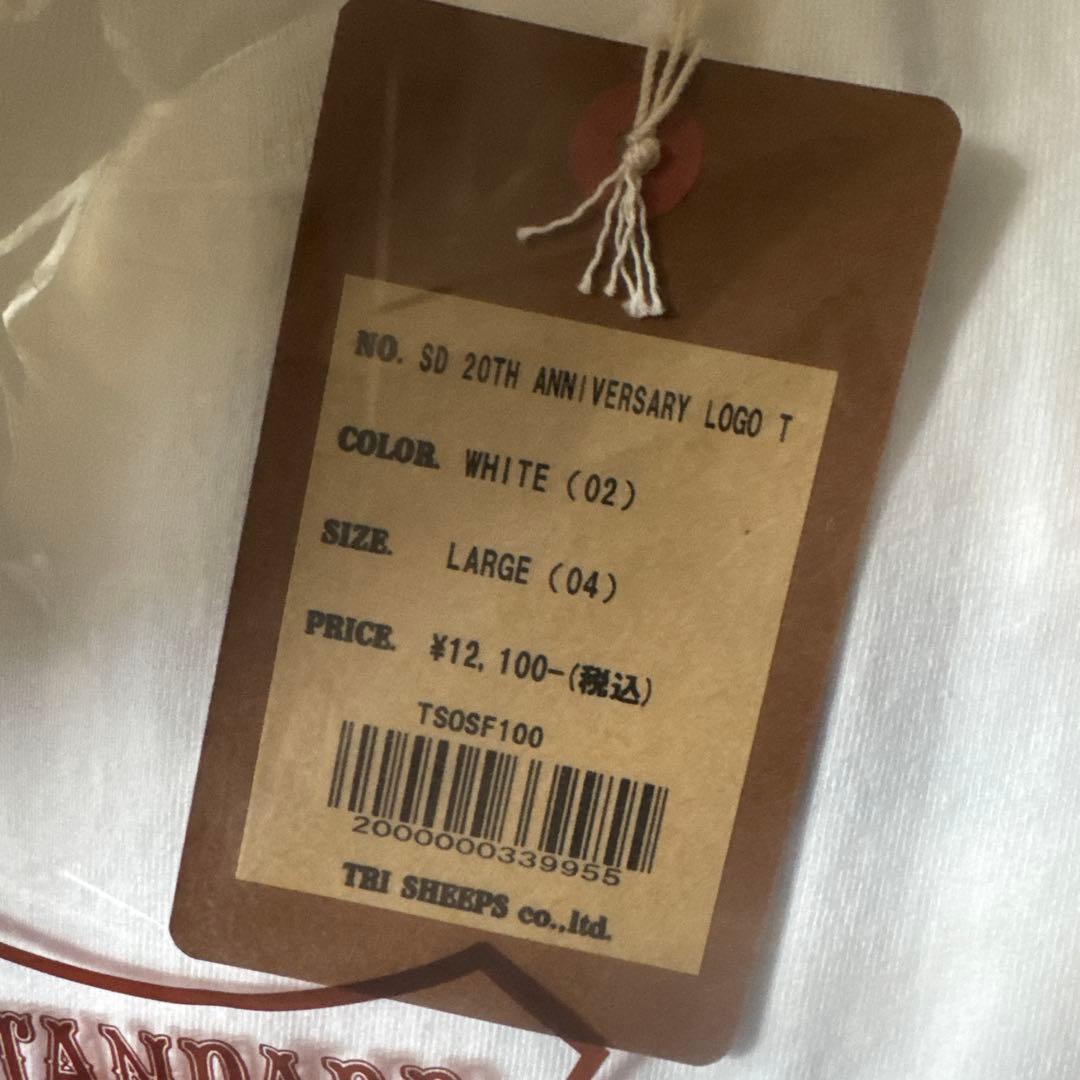 NO. SD 20TH ANNIVERSARY LOGO T
COLOR. WHITE (02)
SIZE. LARGE (04)
PRICE. ¥12,100-(税込)
TSOSF100
2000000339955
TRI SHEEPS co.,ltd.
TANDARD